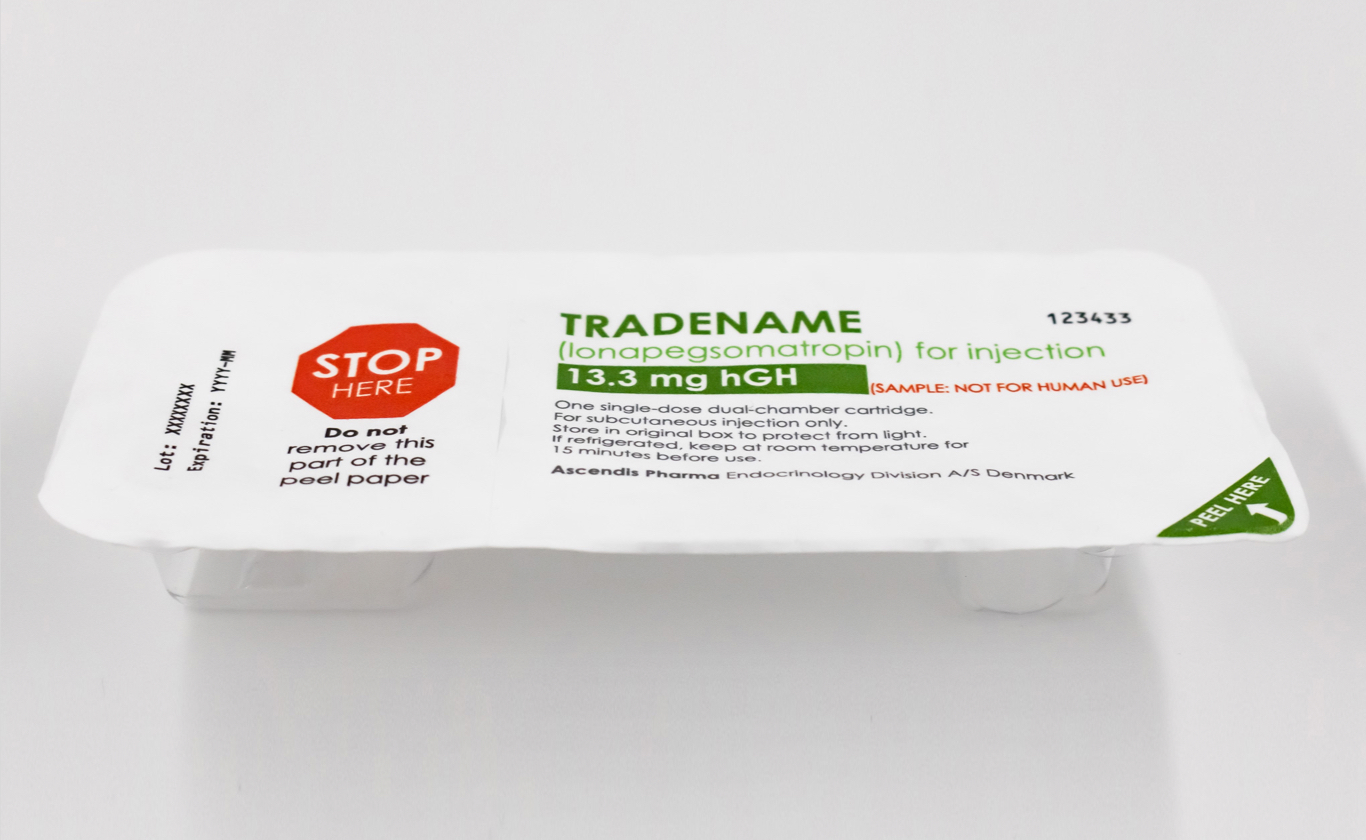 Lot: XXXXXXX
Expiration: YYYY-MM
STOP
HERE
Do not
remove this
part of the
peel paper
TRADENAME
123433
(lonapegsomatropin) for injection
13.3 mg hGH
(SAMPLE: NOT FOR HUMAN USE)
One single-dose dual-chamber cartridge.
For subcutaneous injection only.
Store in original box to protect from light.
If refrigerated, keep at room temperature for
15 minutes before use.
Ascendis Pharma Endocrinology Division A/S Denmark
PEEL HERE